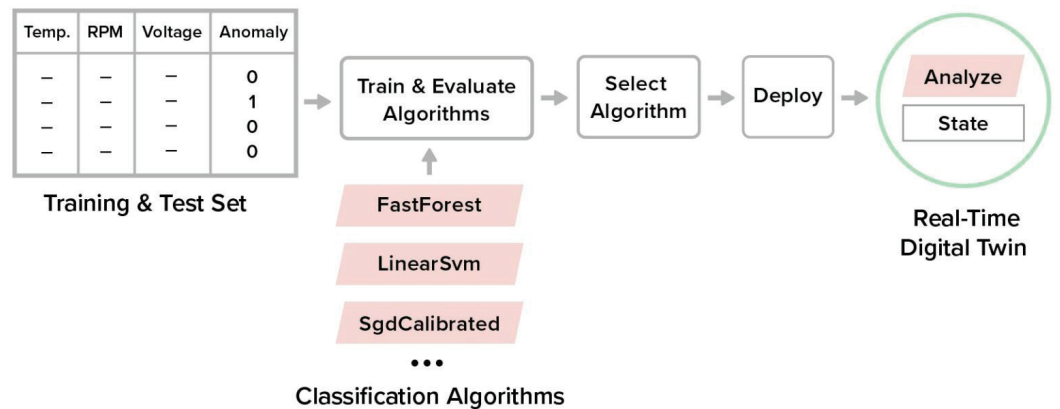 Temp. RPM Voltage Anomaly
– – – 0
– – – 1
– – – 0
– – – 0
Training & Test Set
Train & Evaluate
Algorithms
Select
Algorithm
Deploy
Analyze
State
Real-Time
Digital Twin
FastForest
LinearSvm
SgdCalibrated
•••
Classification Algorithms